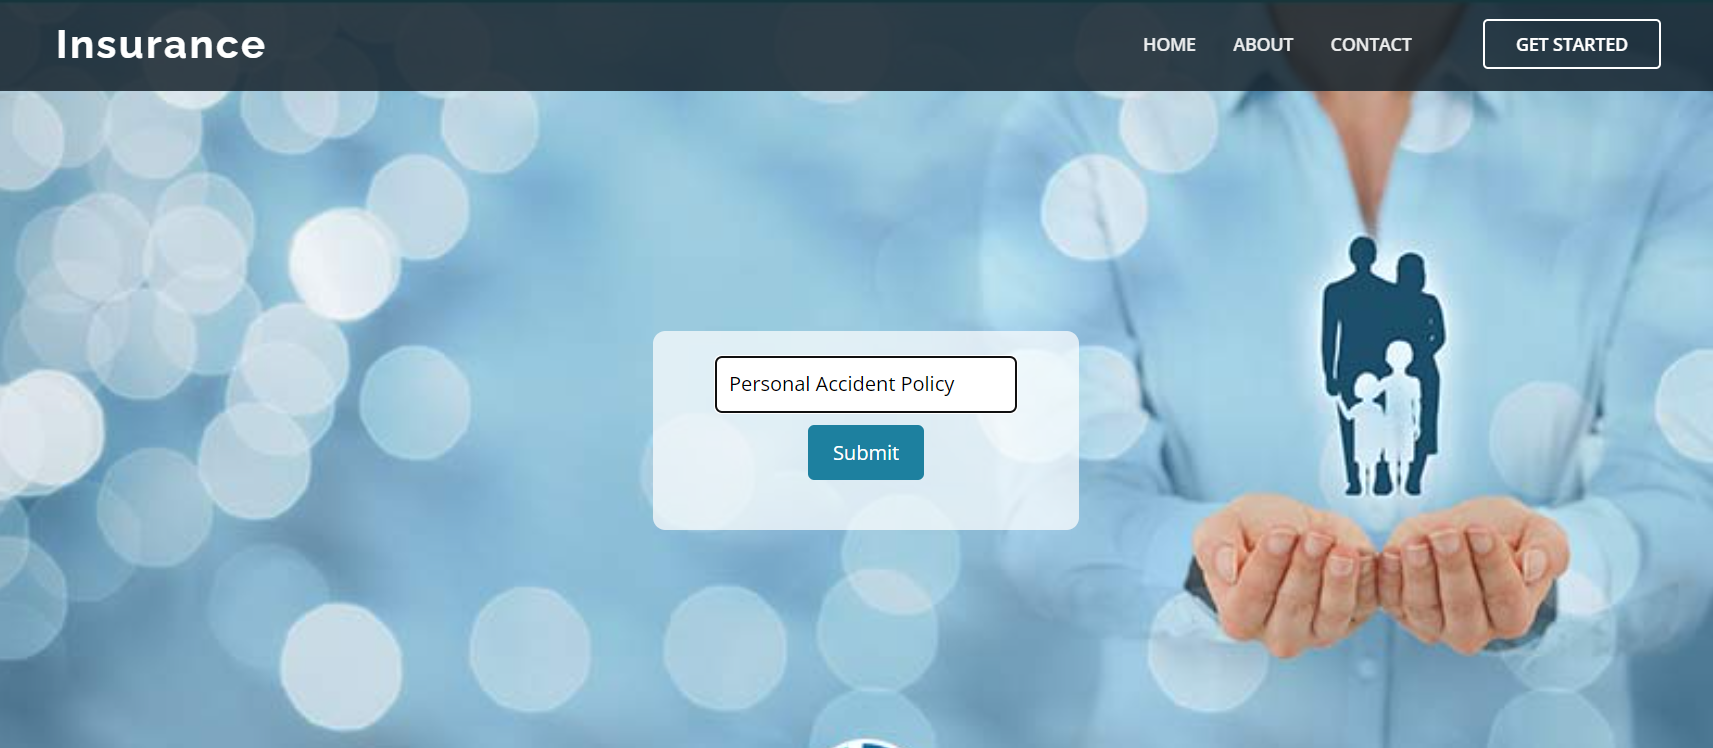 Insurance
HOME ABOUT CONTACT GET STARTED
Personal Accident Policy
Submit